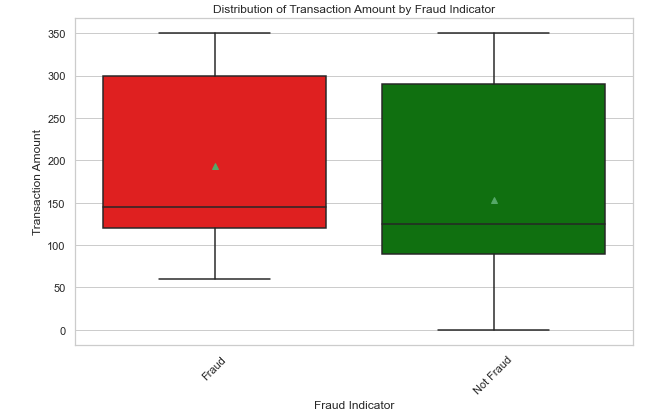 Distribution of Transaction Amount by Fraud Indicator
Transaction Amount
350
300
250
200
150
100
50
0
Fraud
Not Fraud
Fraud Indicator